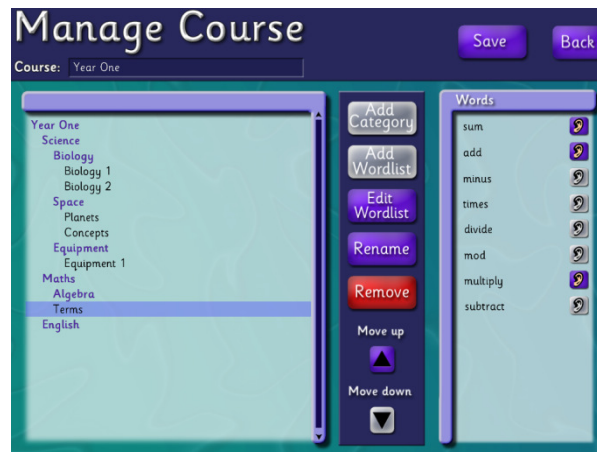 Manage Course
Save
Back
Course: Year One
Year One
Science
Biology
Biology 1
Biology 2
Space
Planets
Concepts
Equipment
Equipment 1
Maths
Algebra
Terms
English
Add
Category
Add
Wordlist
Edit
Wordlist
Rename
Remove
Move up
Move down
Words
sum
add
minus
times
divide
mod
multiply
subtract